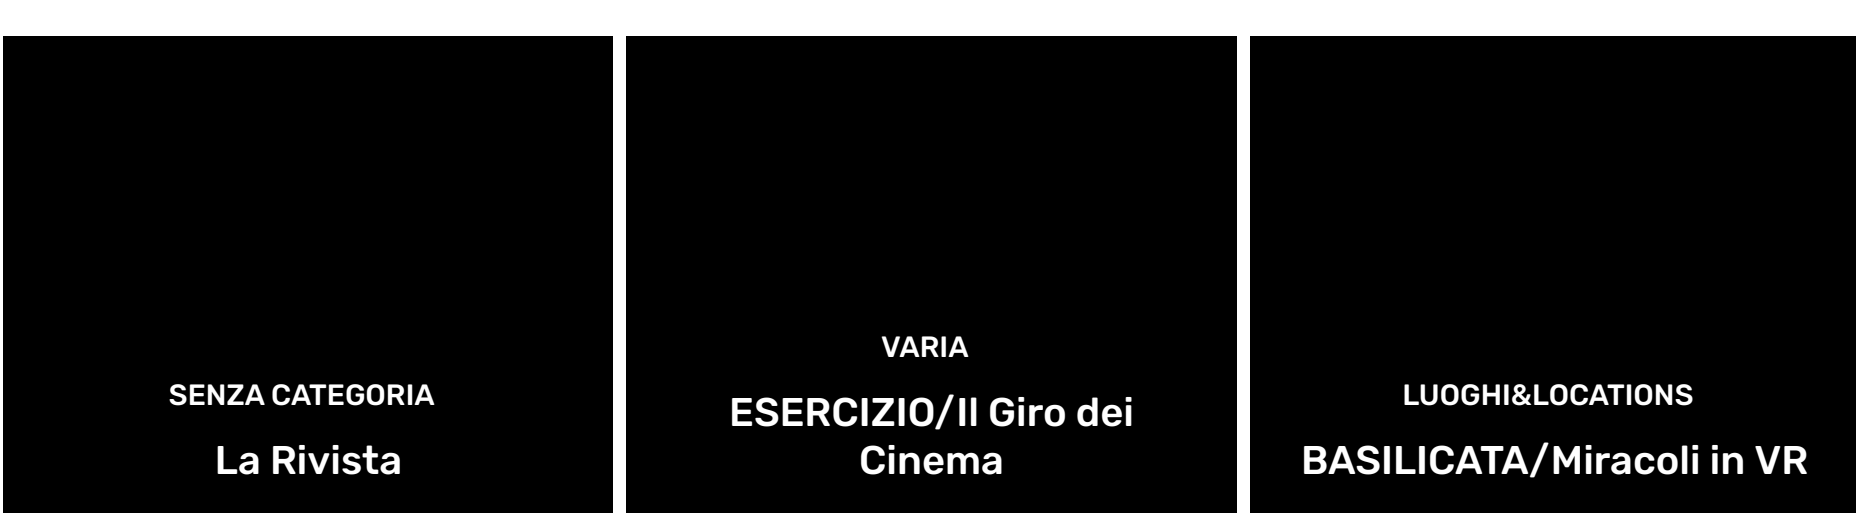 SENZA CATEGORIA
La Rivista
VARIA
ESERCIZIO/Il Giro dei
Cinema
LUOGHI&LOCATIONS
BASILICATA/Miracoli in VR